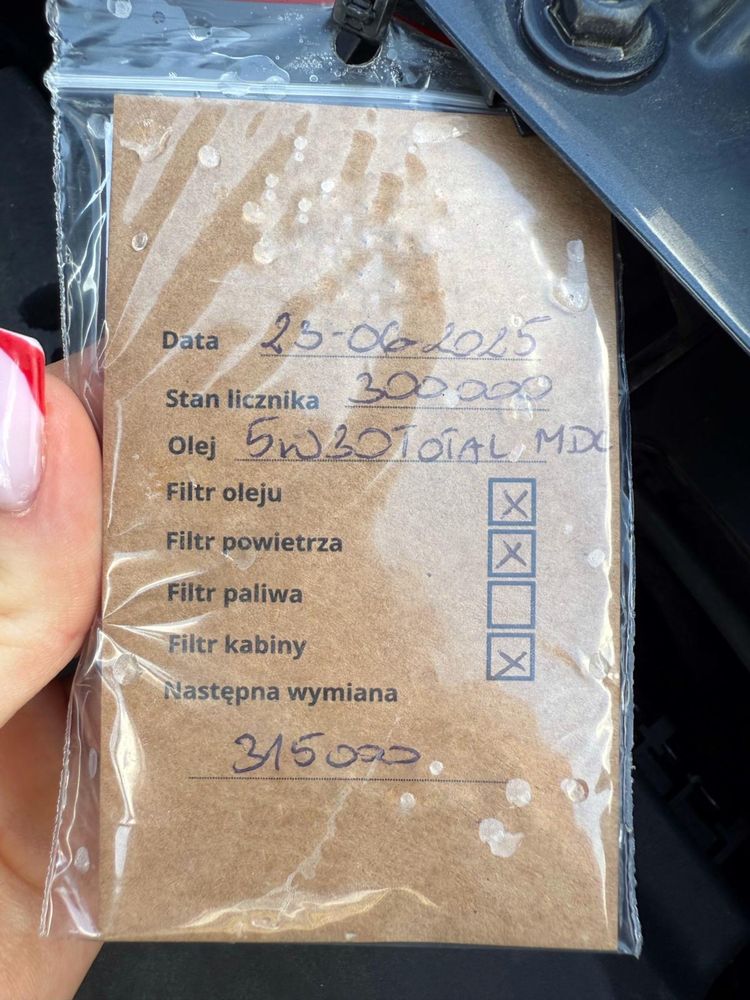 Data 23-06-2025
Stan licznika 300000
Olej 5W30 TOTAL MDC
Filtr oleju X
Filtr powietrza X
Filtr paliwa
Filtr kabiny X
Następna wymiana
315000